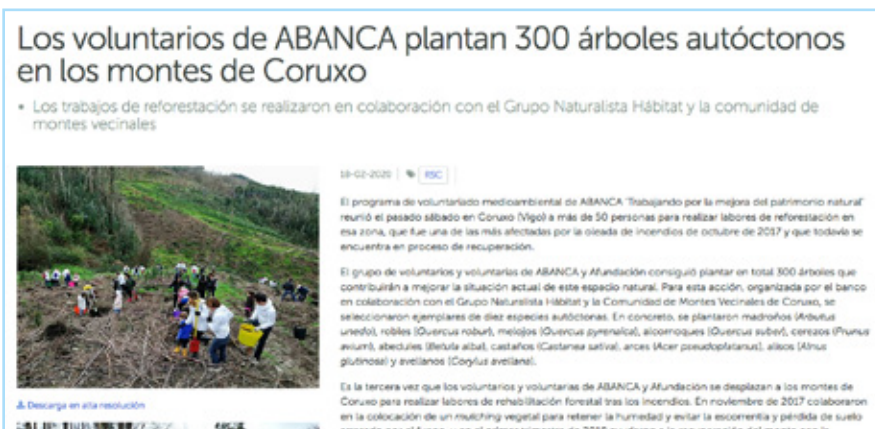 Los voluntarios de ABANCA plantan 300 árboles autóctonos
en los montes de Coruxo
• Los trabajos de reforestación se realizaron en colaboración con el Grupo Naturalista Hábitat y la comunidad de
montes vecinales
18-02-2020 | RSC
El programa de voluntariado medioambiental de ABANCA 'Trabajando por la mejora del patrimonio natural'
reunió el pasado sábado en Coruxo (Vigo) a más de 50 personas para realizar labores de reforestación en
esa zona, que fue una de las más afectadas por la oleada de incendios de octubre de 2017 y que todavía se
encuentra en proceso de recuperación.
El grupo de voluntarios y voluntarias de ABANCA y Afundación consiguió plantar en total 300 árboles que
contribuirán a mejorar la situación actual de este espacio natural. Para esta acción, organizada por el banco
en colaboración con el Grupo Naturalista Hábitat y la Comunidad de Montes Vecinales de Coruxo, se
seleccionaron ejemplares de diez especies autóctonas. En concreto, se plantaron madroños (Arbutus
unedo), robles (Quercus robur), melojos (Quercus pyrenaica), alcornoques (Quercus suber), cerezos (Prunus
avium), abedules (Betula alba), castaños (Castanea sativa), arces (Acer pseudoplatanus), alisos (Alnus
glutinosa) y avellanos (Corylus avellana).
Es la tercera vez que los voluntarios y voluntarias de ABANCA y Afundación se desplazan a los montes de
Coruxo para realizar labores de rehabilitación forestal tras los incendios. En noviembre de 2017 colaboraron
en la colocación de un mulching vegetal para retener la humedad y evitar la escorrentía y pérdida de suelo
Descarga en alta resolución